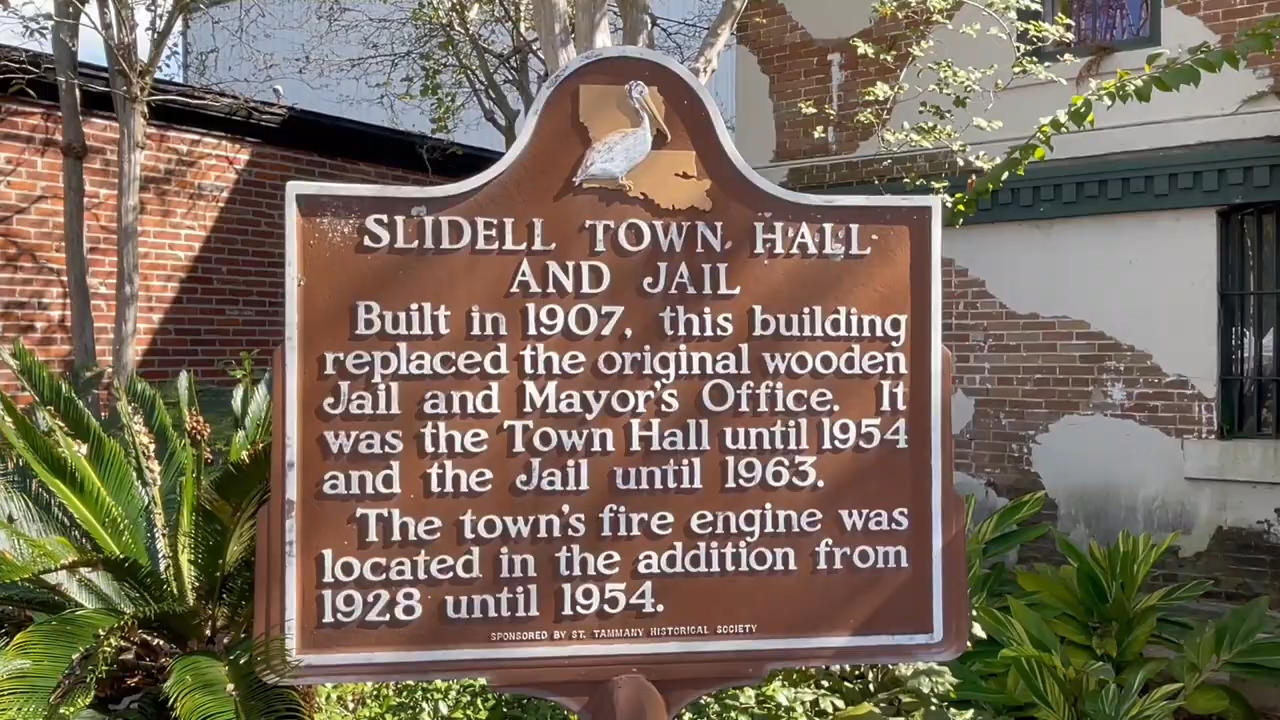 SLIDELL TOWN HALL
AND JAIL
Built in 1907, this building
replaced the original wooden
Jail and Mayor's Office. It
was the Town Hall until 1954
and the Jail until 1963.
The town's fire engine was
located in the addition from
1928 until 1954.
SPONSORED BY ST. TAMMANY HISTORICAL SOCIETY